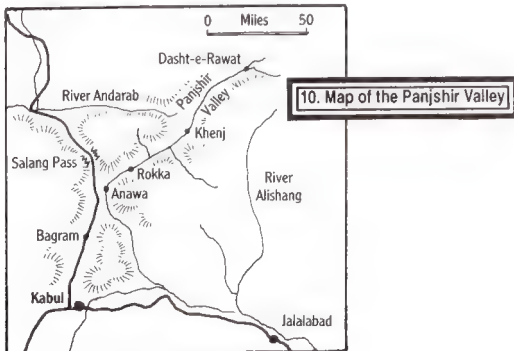 0 Miles 50
Dasht-e-Rawat
River Andarab
Panjshir
Valley
10. Map of the Panjshir Valley
Khenj
Salang Pass
Rokka
River
Alishang
Anawa
Bagram
Kabul
Jalalabad